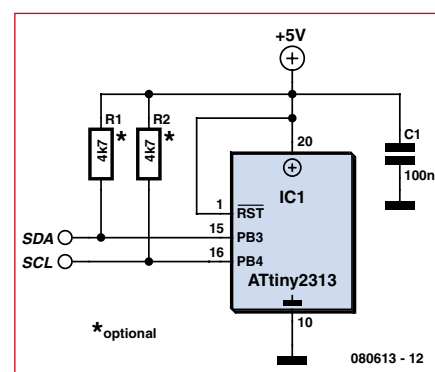 +5V
R1
R2
4k7
*
4k7
*
20
C1
100n
IC1
1
RST
SDA
15
PB3
SCL
16
PB4
ATtiny2313
*optional
10
080613 - 12